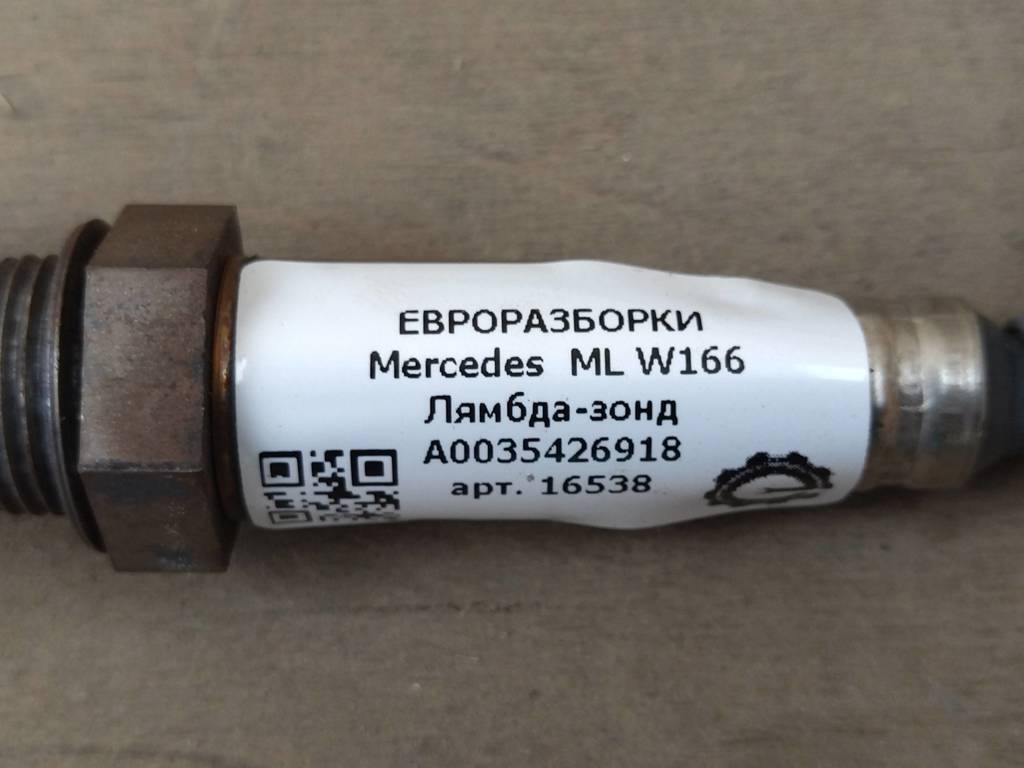 ЕВРОРАЗБОРКИ
Mercedes ML W166
Лямбда-зонд
A0035426918
арт. 16538